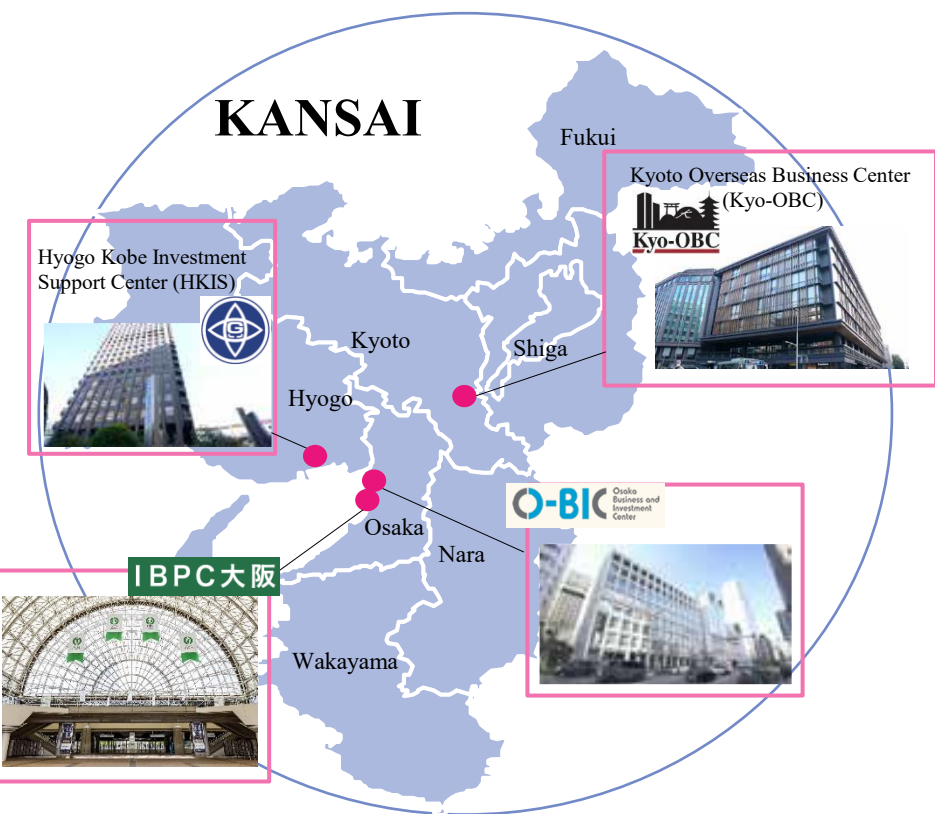 KANSAI
Fukui
Kyoto Overseas Business Center
(Kyo-OBC)
Kyo-OBC
Hyogo Kobe Investment
Support Center (HKIS)
Kyoto
Shiga
Hyogo
O-BIC
Osaka
Business and
Investment
Center
Osaka
Nara
IBPC大阪
Wakayama